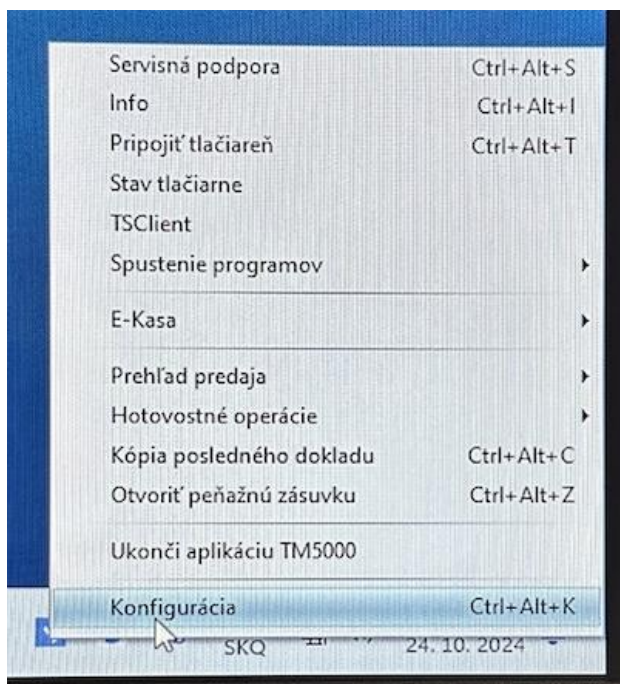 Servisná podpora Ctrl+Alt+S
Info Ctrl+Alt+I
Pripojiť tlačiareň Ctrl+Alt+T
Stav tlačiarne
TSClient
Spustenie programov
E-Kasa
Prehľad predaja
Hotovostné operácie
Kópia posledného dokladu Ctrl+Alt+C
Otvoriť peňažnú zásuvku Ctrl+Alt+Z
Ukonči aplikáciu TM5000
Konfigurácia Ctrl+Alt+K
SKQ 24. 10. 2024